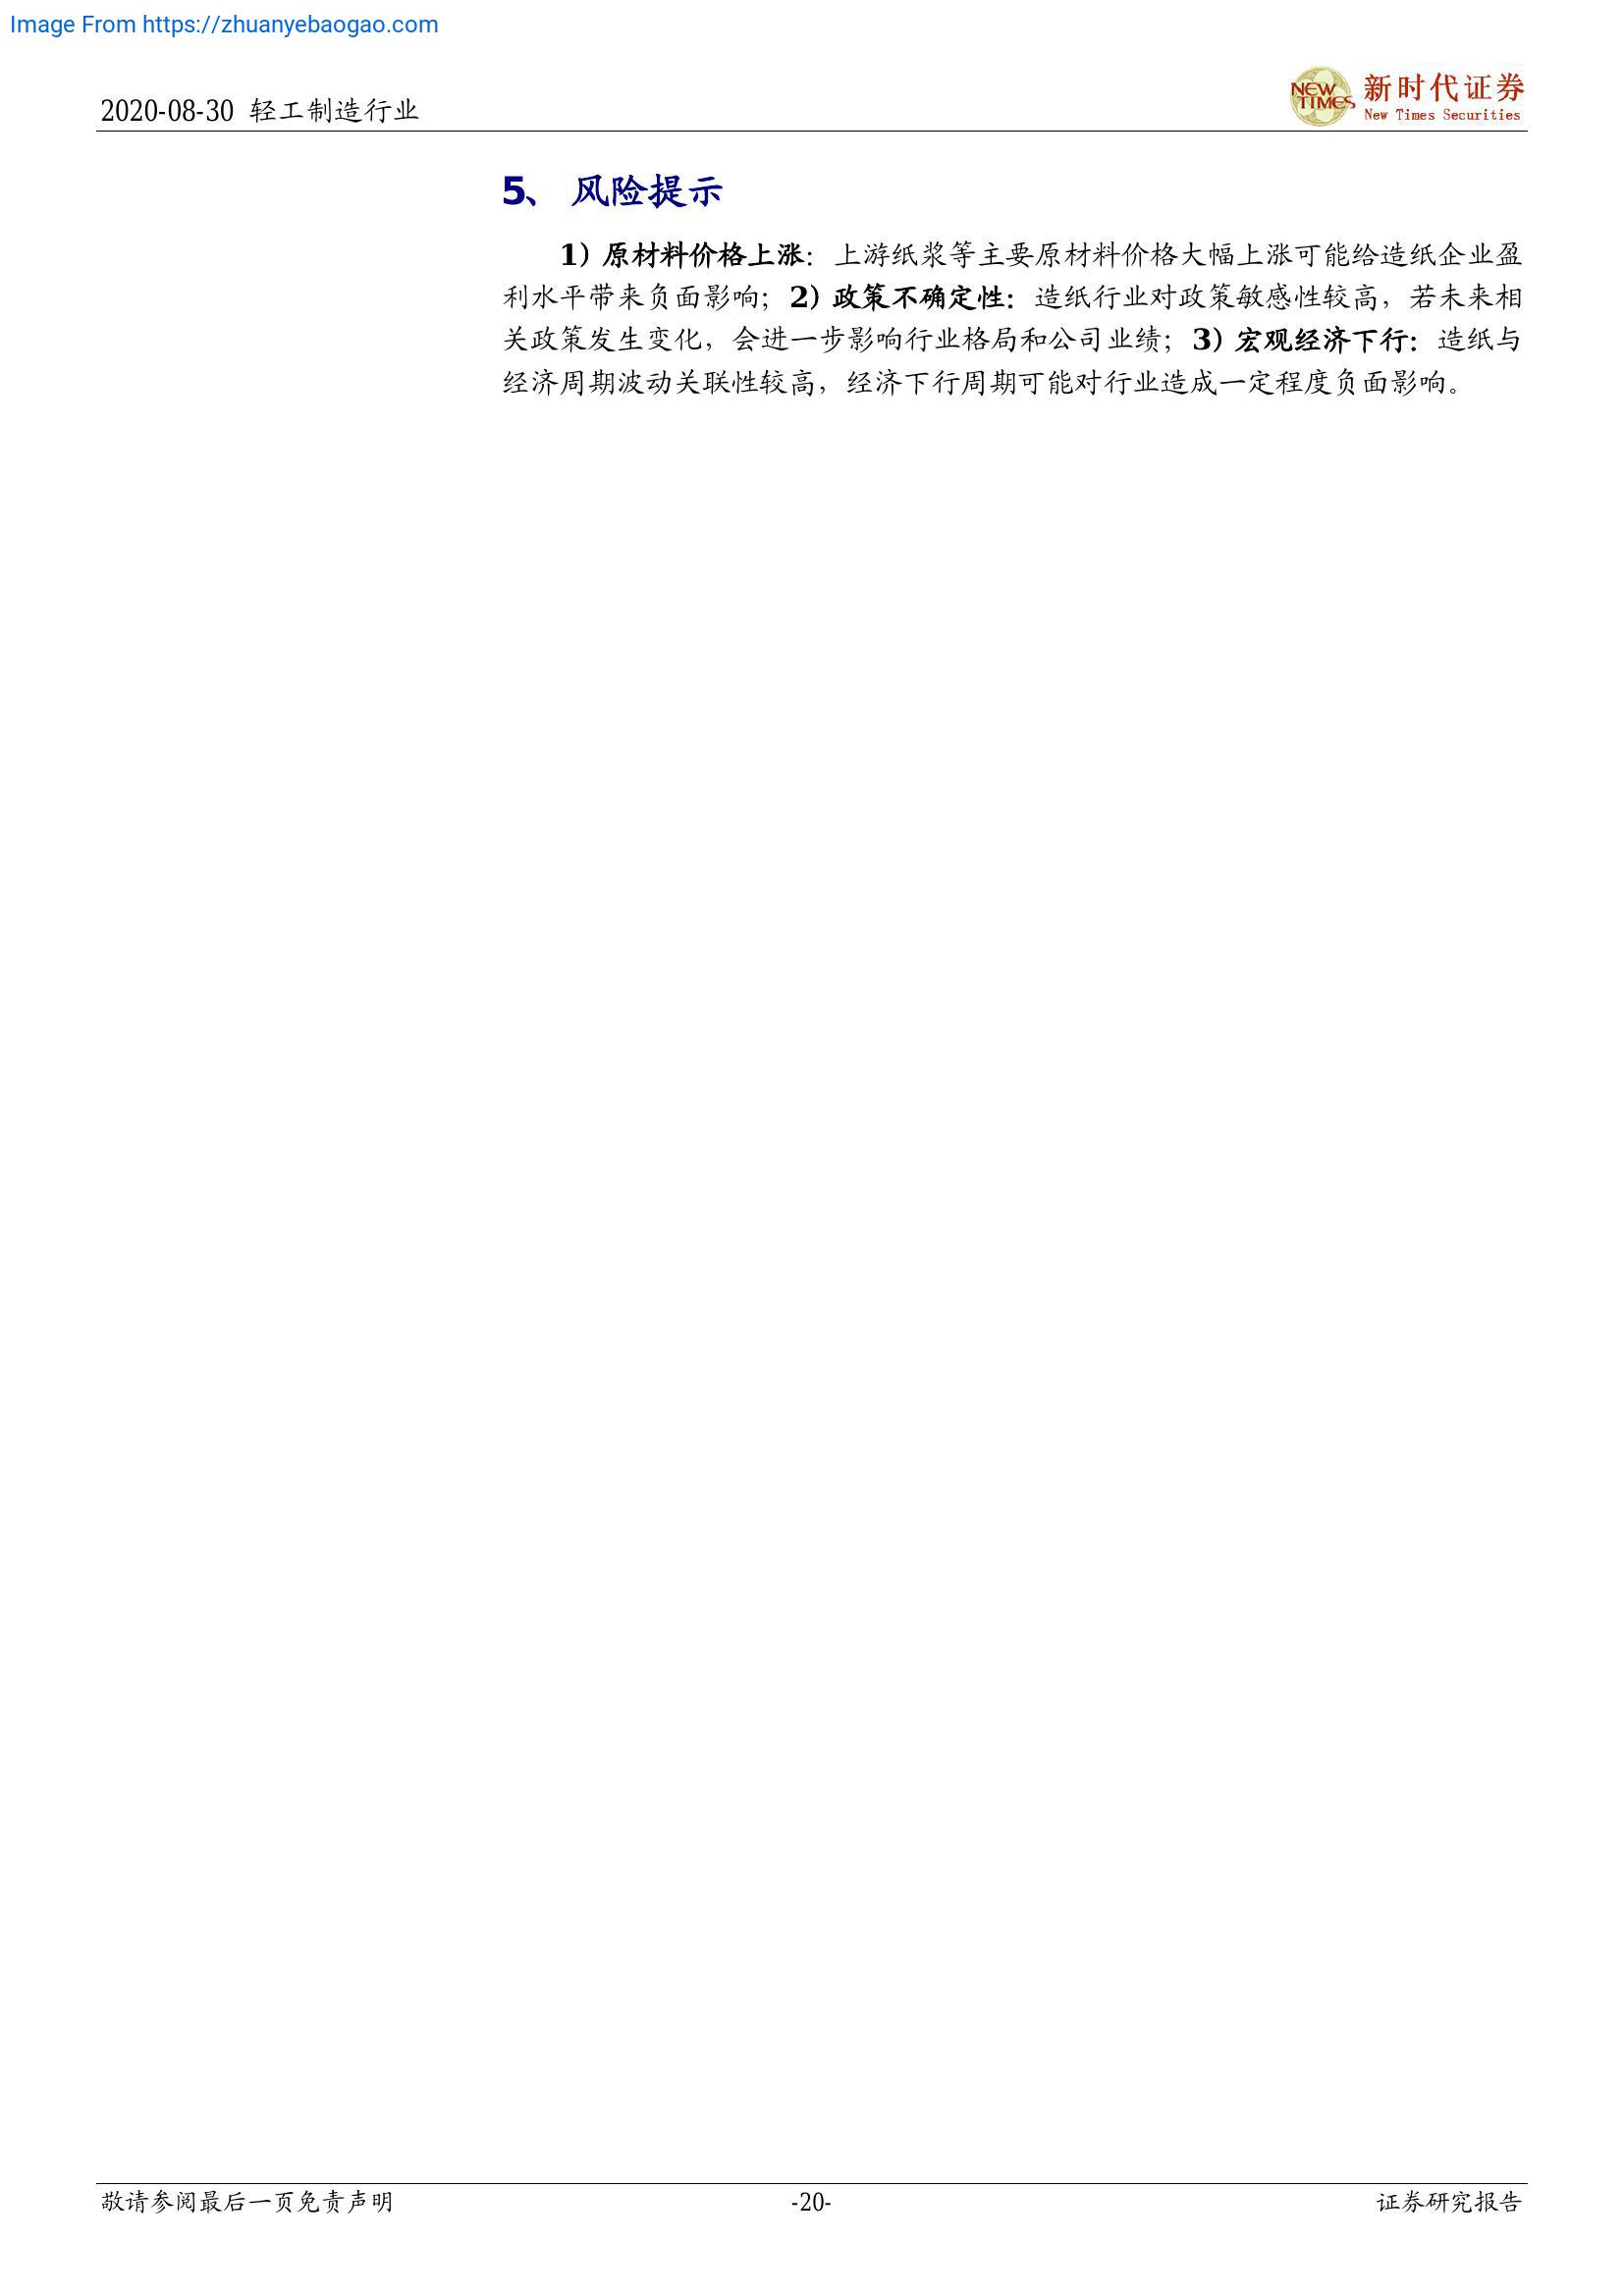 Image From https://zhuanyebaogao.com
2020-08-30 轻工制造行业
NEW TIMES
新时代证券
New Times Securities
5、 风险提示
1）原材料价格上涨：上游纸浆等主要原材料价格大幅上涨可能给造纸企业盈
利水平带来负面影响；2）政策不确定性：造纸行业对政策敏感性较高，若未来相
关政策发生变化，会进一步影响行业格局和公司业绩；3）宏观经济下行：造纸与
经济周期波动关联性较高，经济下行周期可能对行业造成一定程度负面影响。
敬请参阅最后一页免责声明
-20-
证券研究报告